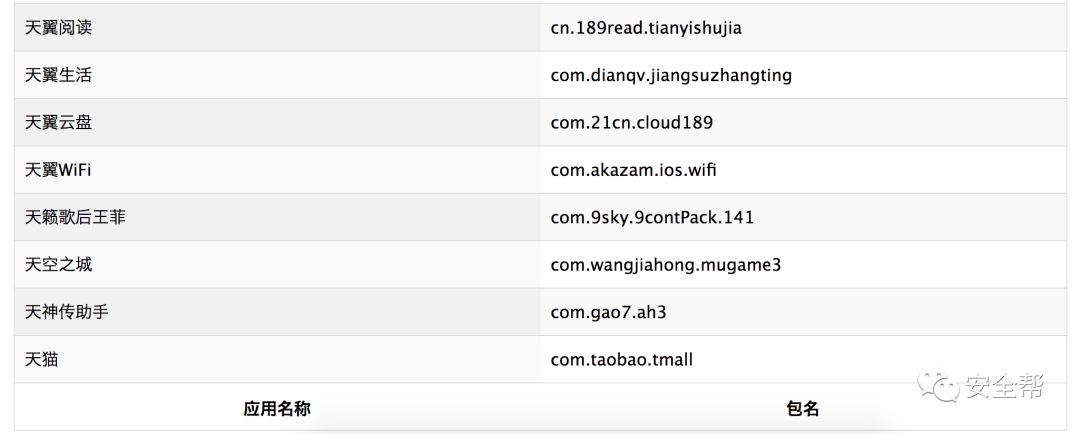 天翼阅读 cn.189read.tianyishujia
天翼生活 com.dianqv.jiangsuzhangting
天翼云盘 com.21cn.cloud189
天翼WiFi com.akazam.ios.wifi
天籁歌后王菲 com.9sky.9contPack.141
天空之城 com.wangjiahong.mugame3
天神传助手 com.gao7.ah3
天猫 com.taobao.tmall
安全帮
应用名称 包名